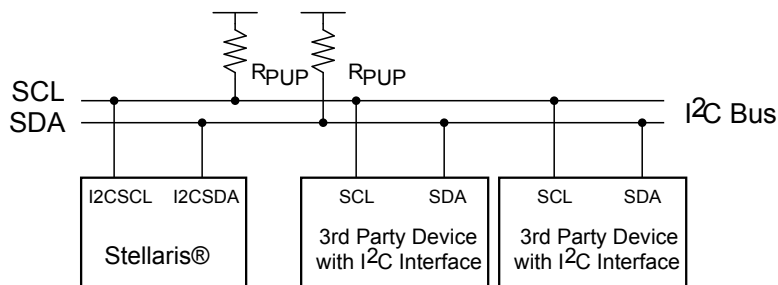 RPUP RPUP
SCL
SDA
I2C Bus
I2CSCL I2CSDA SCL SDA SCL SDA
Stellaris®
3rd Party Device
with I2C Interface
3rd Party Device
with I2C Interface